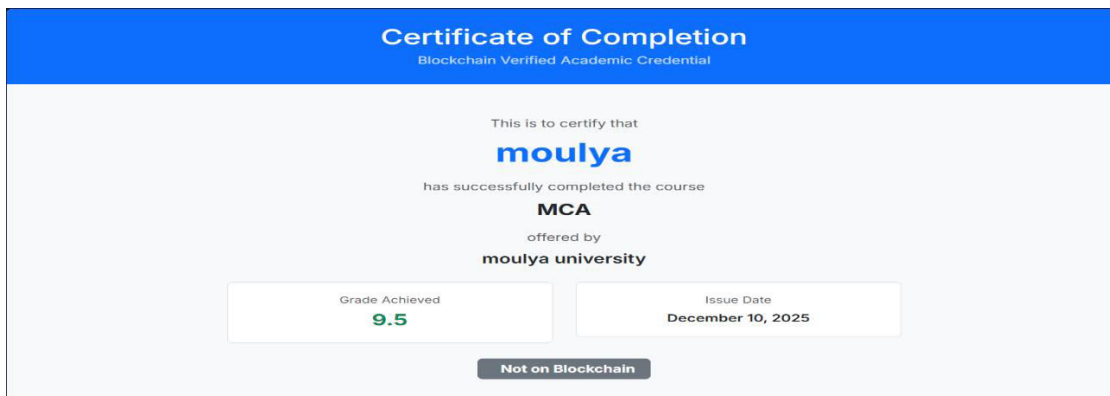 Certificate of Completion
Blockchain Verified Academic Credential
This is to certify that
moulya
has successfully completed the course
MCA
offered by
moulya university
Grade Achieved
9.5
Issue Date
December 10, 2025
Not on Blockchain